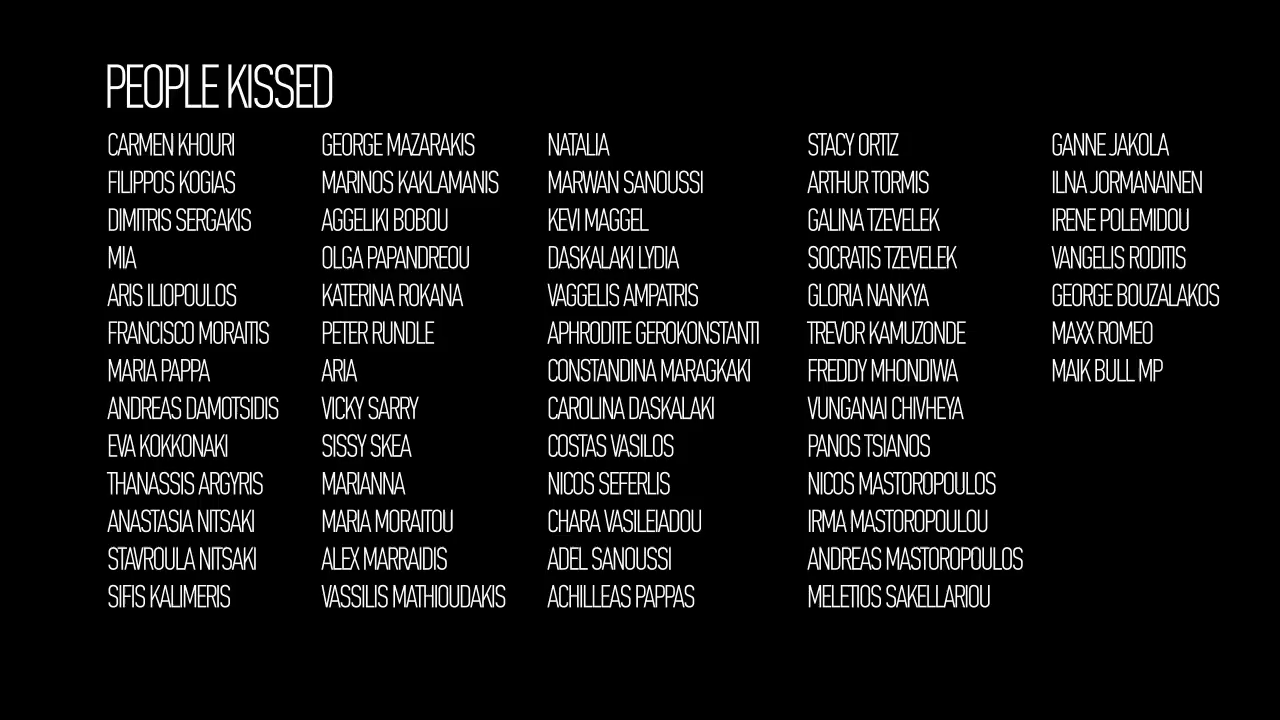 PEOPLE KISSED
CARMEN KHOURI
FILIPPOS KOGIAS
DIMITRIS SERGAKIS
MIA
ARIS ILIOPOULOS
FRANCISCO MORAITIS
MARIA PAPPA
ANDREAS DAMOTSIDIS
EVA KOKKONAKI
THANASSIS ARGYRIS
ANASTASIA NITSAKI
STAVROULA NITSAKI
SIFIS KALIMERIS
GEORGE MAZARAKIS
MARINOS KAKLAMANIS
AGGELIKI BOBOU
OLGA PAPANDREOU
KATERINA ROKANA
PETER RUNDLE
ARIA
VICKY SARRY
SISSY SKEA
MARIANNA
MARIA MORAITOU
ALEX MARRAIDIS
VASSILIS MATHIOUDAKIS
NATALIA
MARWAN SANOUSSI
KEVI MAGGEL
DASKALAKI LYDIA
VAGGELIS AMPATRIS
APHRODITE GEROKONSTANTI
CONSTANDINA MARAGKAKI
CAROLINA DASKALAKI
COSTAS VASILOS
NICOS SEFERLIS
CHARA VASILEIADOU
ADEL SANOUSSI
ACHILLEAS PAPPAS
STACY ORTIZ
ARTHUR TORMIS
GALINA TZEVELEK
SOCRATIS TZEVELEK
GLORIA NANKYA
TREVOR KAMUZONDE
FREDDY MHONDIWA
VUNGANAI CHIVHEYA
PANOS TSIANOS
NICOS MASTOROPOULOS
IRMA MASTOROPOULOU
ANDREAS MASTOROPOULOS
MELETIOS SAKELLARIOU
GANNE JAKOLA
ILNA JORMANAINEN
IRENE POLEMIDOU
VANGELIS RODITIS
GEORGE BOUZALAKOS
MAXX ROMEO
MAIK BULL MP